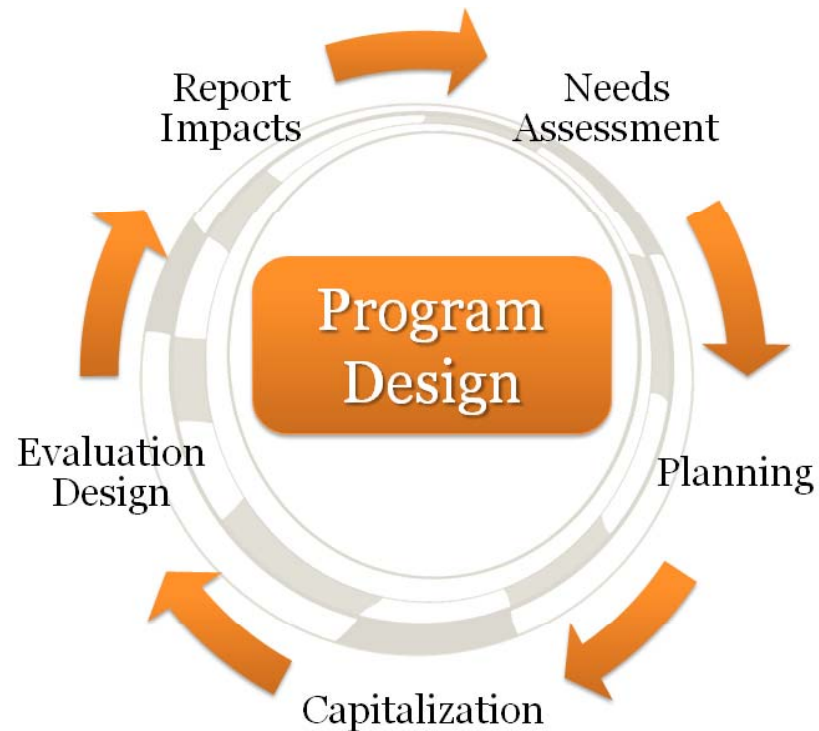 Report
Impacts
Needs
Assessment
Program
Design
Evaluation
Design
Planning
Capitalization